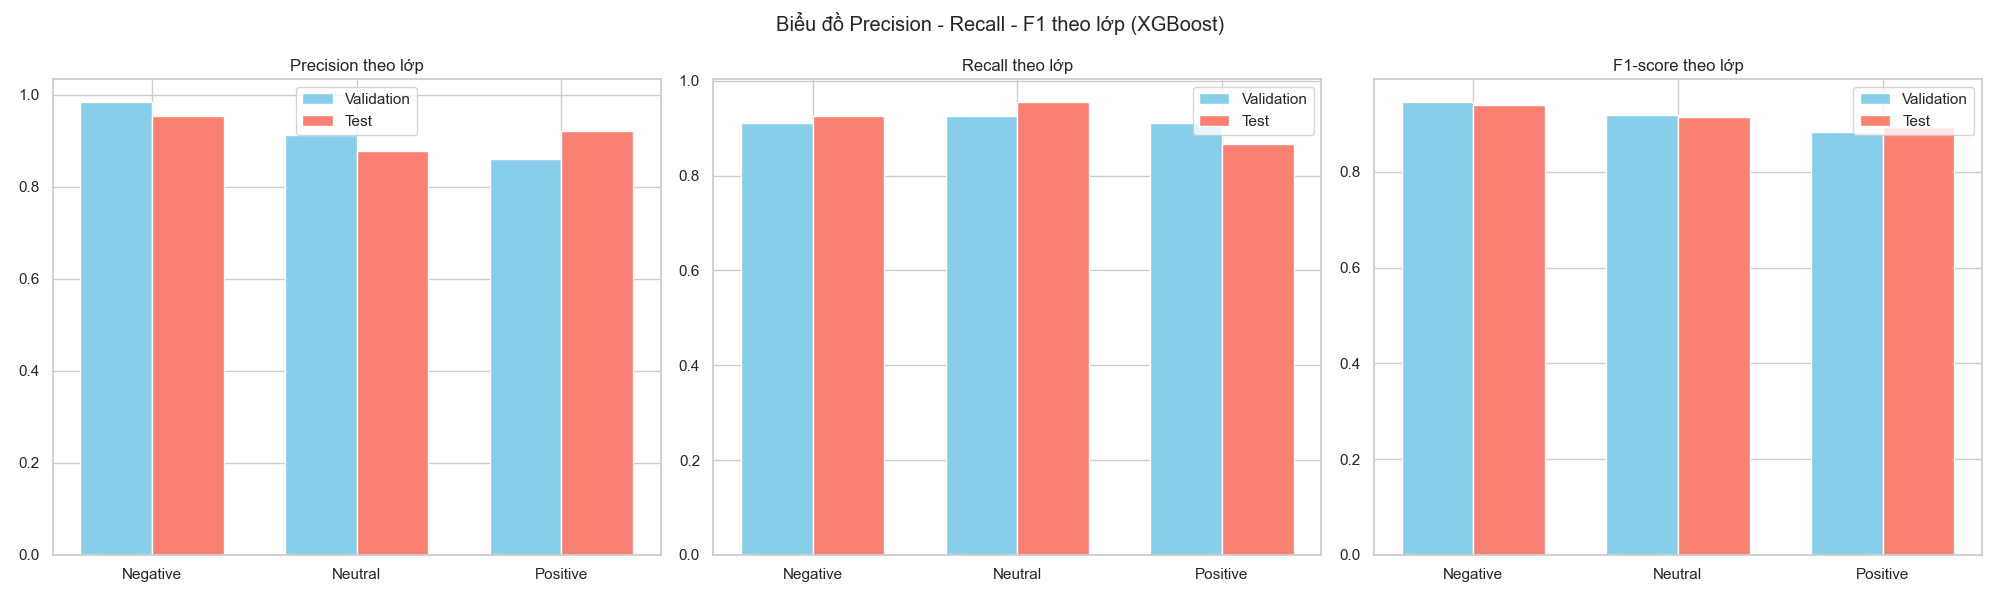 Biểu đồ Precision - Recall - F1 theo lớp (XGBoost)
Precision theo lớp
1.0
0.8
0.6
0.4
0.2
0.0
Validation
Test
Negative
Neutral
Positive
Recall theo lớp
1.0
0.8
0.6
0.4
0.2
0.0
Validation
Test
Negative
Neutral
Positive
F1-score theo lớp
0.8
0.6
0.4
0.2
0.0
Validation
Test
Negative
Neutral
Positive